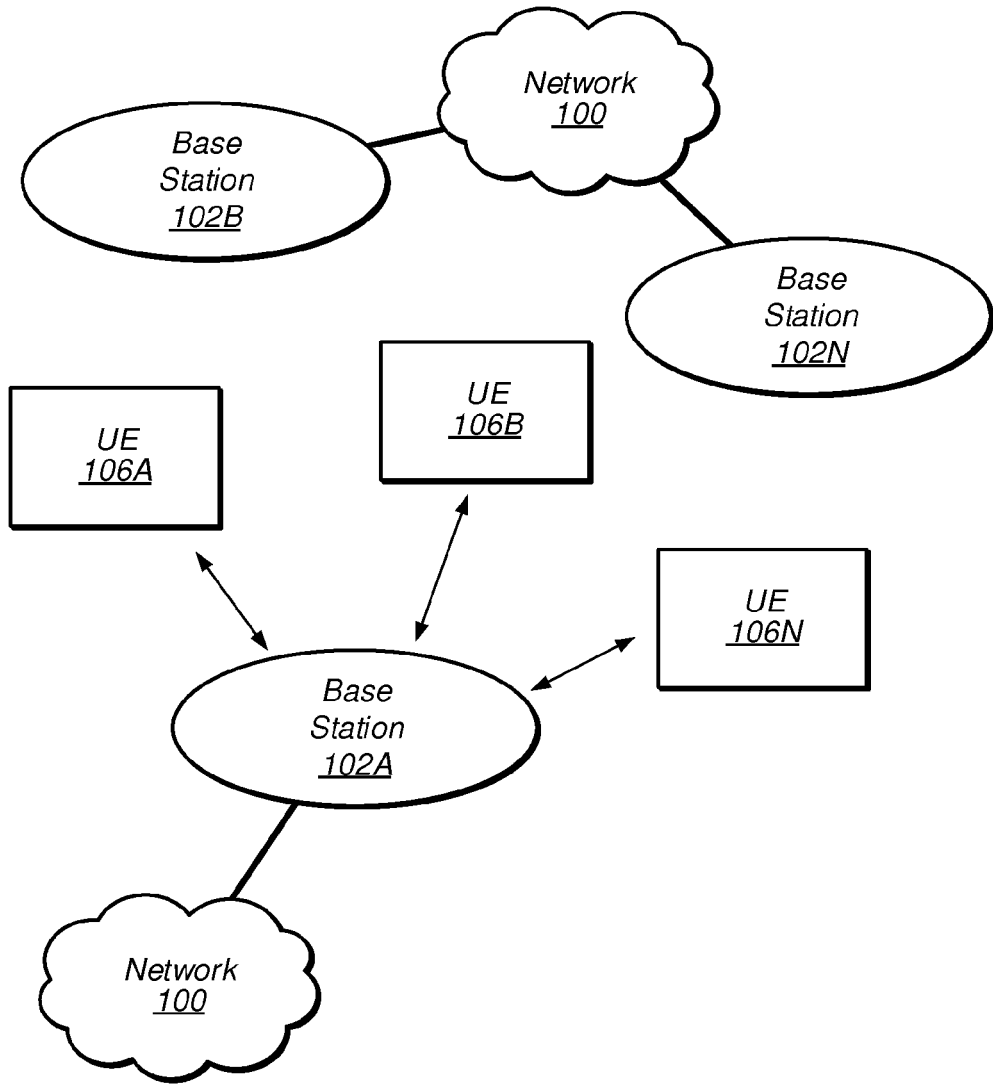 Network
100
Base
Station
102B
Base
Station
102N
UE
106B
UE
106A
UE
106N
Base
Station
102A
Network
100